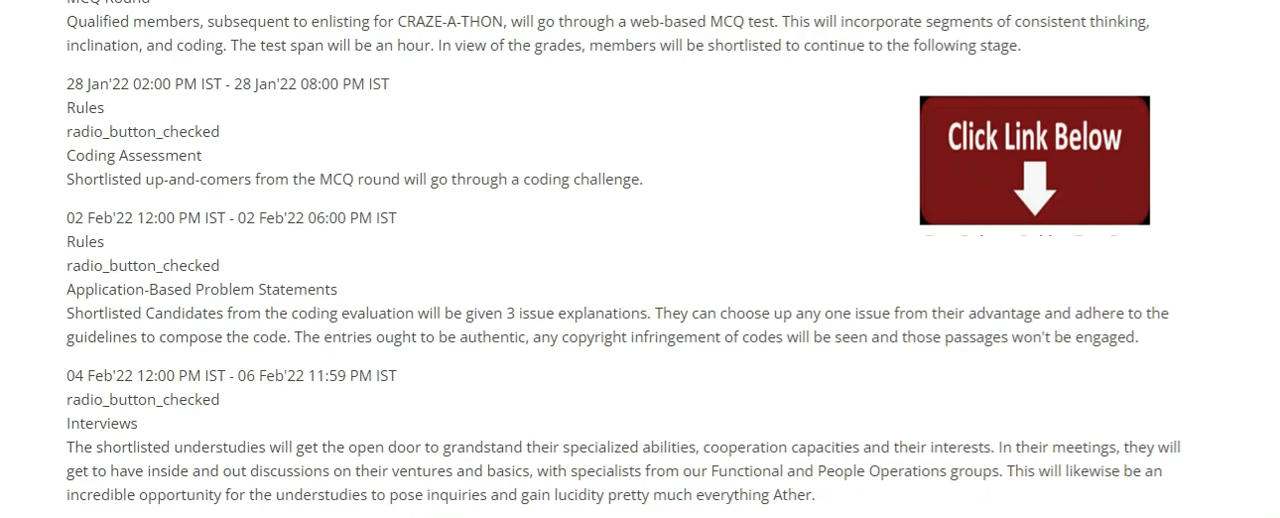 MCQ Round
Qualified members, subsequent to enlisting for CRAZE-A-THON, will go through a web-based MCQ test. This will incorporate segments of consistent thinking,
inclination, and coding. The test span will be an hour. In view of the grades, members will be shortlisted to continue to the following stage.
28 Jan'22 02:00 PM IST - 28 Jan'22 08:00 PM IST
Rules
radio_button_checked
Coding Assessment
Shortlisted up-and-comers from the MCQ round will go through a coding challenge.
Click Link Below
02 Feb'22 12:00 PM IST - 02 Feb'22 06:00 PM IST
Rules
radio_button_checked
Application-Based Problem Statements
Shortlisted Candidates from the coding evaluation will be given 3 issue explanations. They can choose up any one issue from their advantage and adhere to the
guidelines to compose the code. The entries ought to be authentic, any copyright infringement of codes will be seen and those passages won't be engaged.
04 Feb'22 12:00 PM IST - 06 Feb'22 11:59 PM IST
radio_button_checked
Interviews
The shortlisted understudies will get the open door to grandstand their specialized abilities, cooperation capacities and their interests. In their meetings, they will
get to have inside and out discussions on their ventures and basics, with specialists from our Functional and People Operations groups. This will likewise be an
incredible opportunity for the understudies to pose inquiries and gain lucidity pretty much everything Ather.